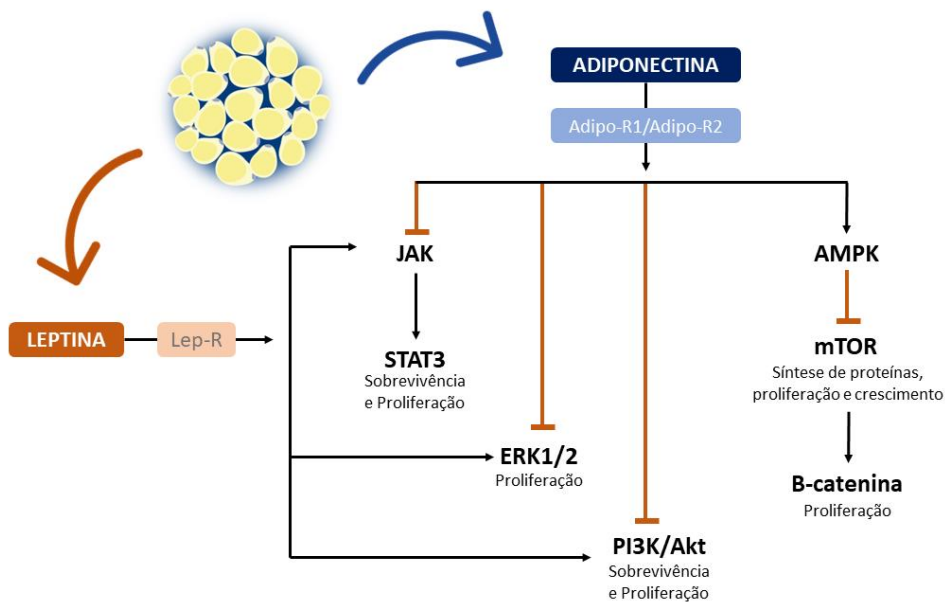 ADIPONECTINA
Adipo-R1/Adipo-R2
JAK
AMPK
LEPTINA
Lep-R
STAT3
Sobrevivência
e Proliferação
mTOR
Síntese de proteínas,
proliferação e crescimento
ERK1/2
Proliferação
B-catenina
Proliferação
PI3K/Akt
Sobrevivência
e Proliferação